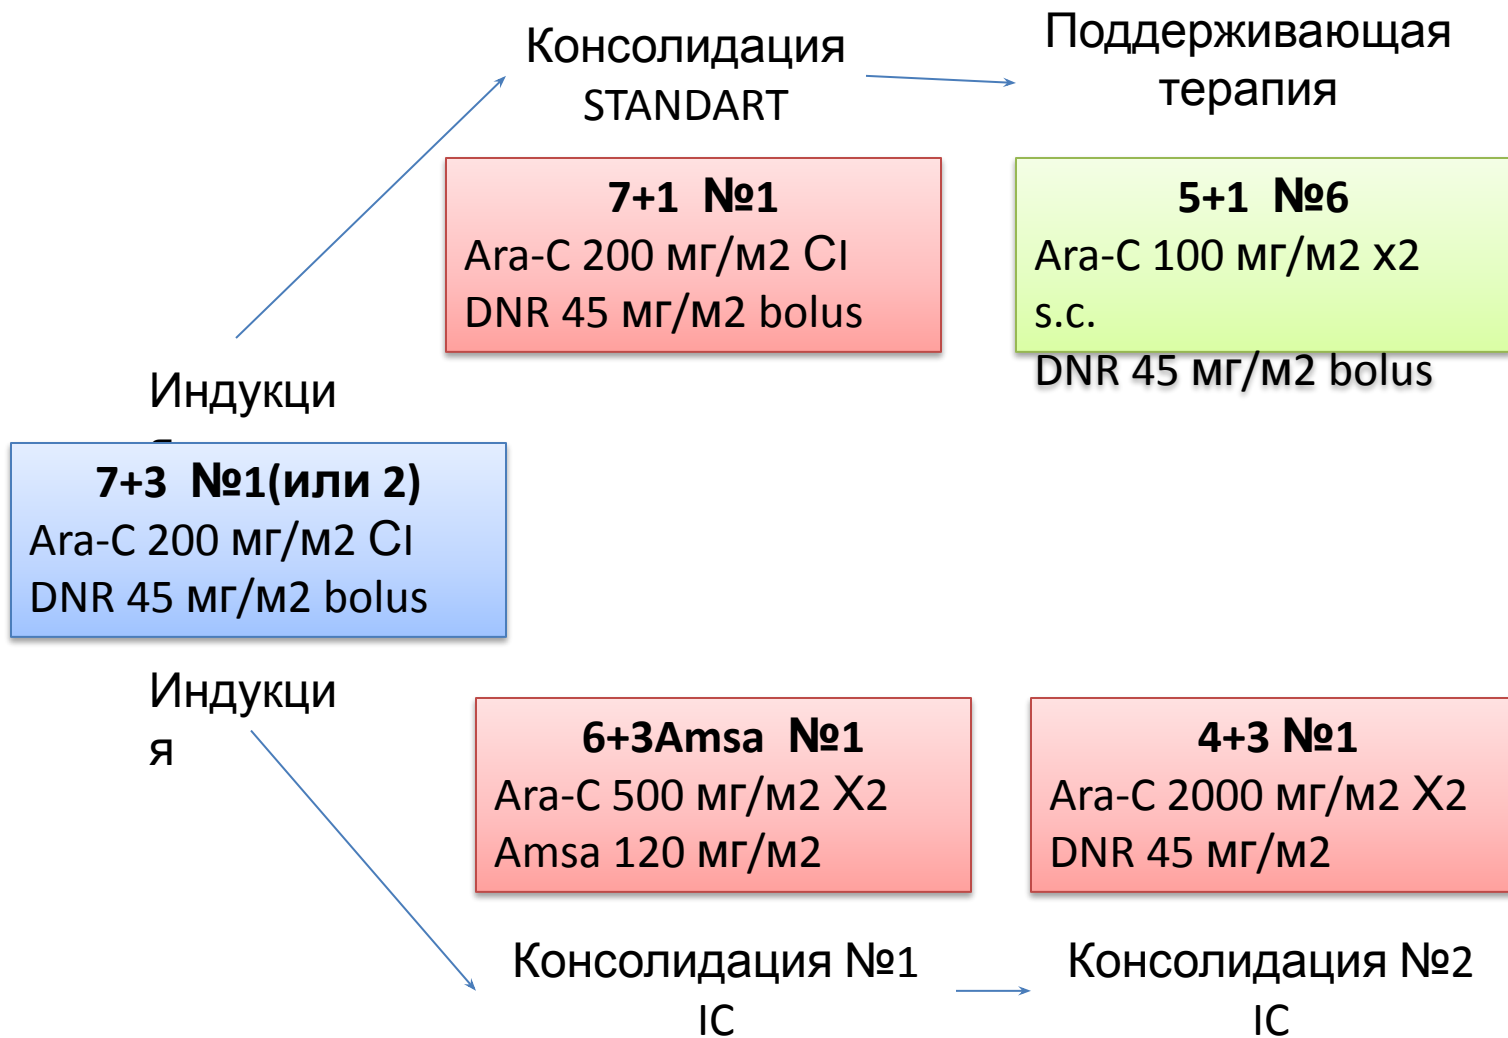 Консолидация
STANDART
Поддерживающая
терапия
7+1 №1
Ara-C 200 мг/м2 CI
DNR 45 мг/м2 bolus
5+1 №6
Ara-C 100 мг/м2 x2
s.c.
DNR 45 мг/м2 bolus
Индукци
я
7+3 №1(или 2)
Ara-C 200 мг/м2 CI
DNR 45 мг/м2 bolus
Индукци
я
6+3Amsa №1
Ara-C 500 мг/м2 X2
Amsa 120 мг/м2
4+3 №1
Ara-C 2000 мг/м2 X2
DNR 45 мг/м2
Консолидация №1
IC
Консолидация №2
IC